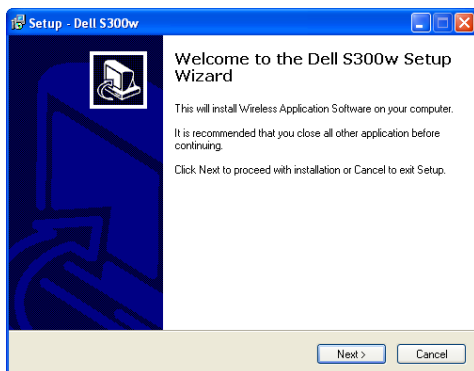 Setup - Dell S300w
Welcome to the Dell S300w Setup
Wizard
This will install Wireless Application Software on your computer.
It is recommended that you close all other application before
continuing.
Click Next to proceed with installation or Cancel to exit Setup.
Next >
Cancel